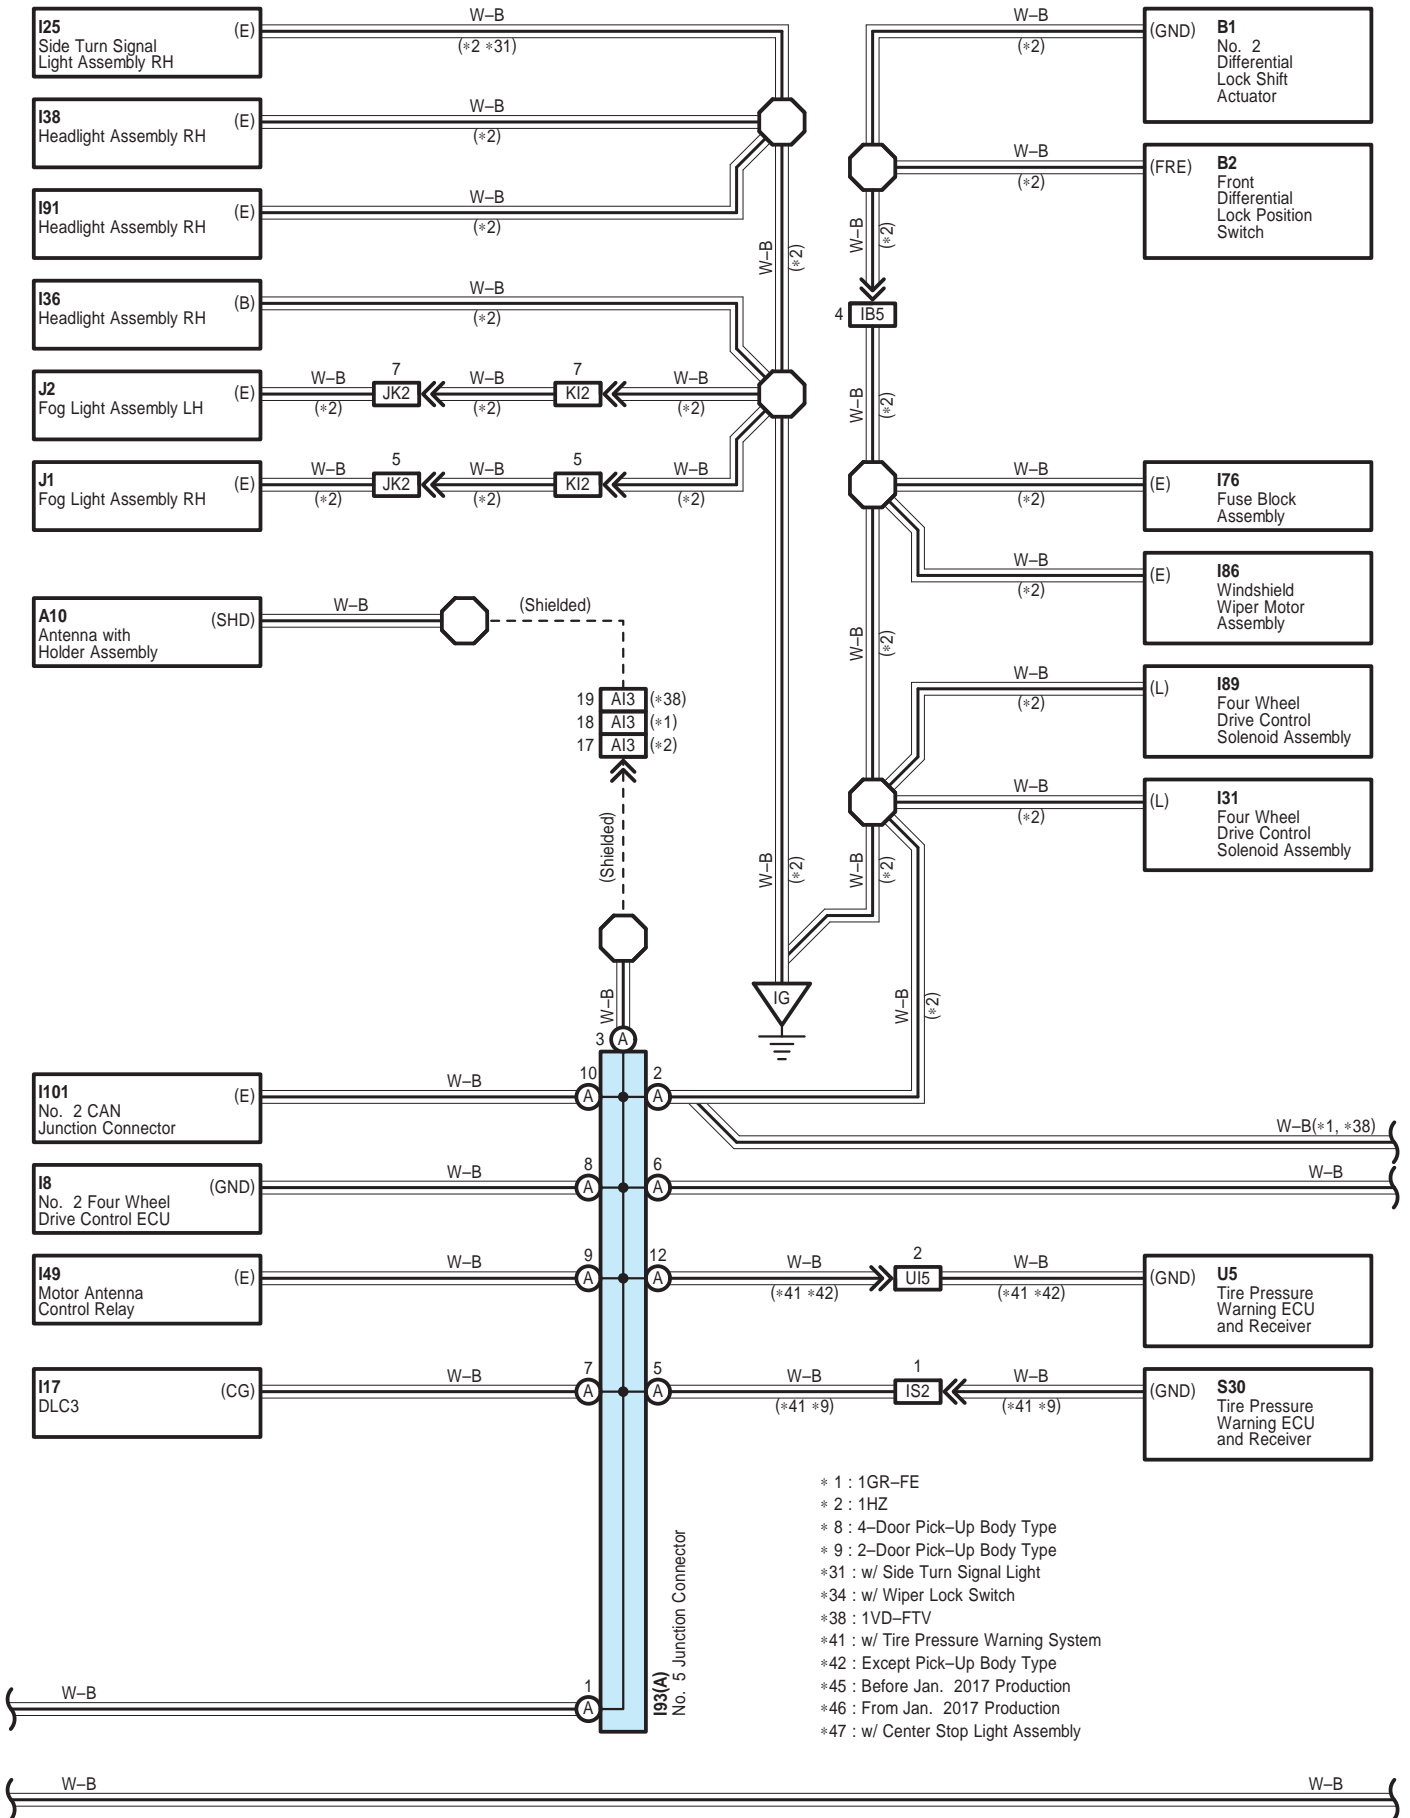 W–B
I25
(E)
Side Turn Signal
Light Assembly RH
(*2 *31)
W–B
I38
(E)
Headlight Assembly RH
(*2)
W–B
I91
(E)
Headlight Assembly RH
(*2)
W–B
I36
(B)
Headlight Assembly RH
(*2)
J2
Fog Light Assembly LH
(E)
W–B
(*2)
7
JK2
W–B
(*2)
7
KI2
W–B
(*2)
J1
Fog Light Assembly RH
(E)
W–B
(*2)
5
JK2
W–B
(*2)
5
KI2
W–B
(*2)
W–B
(*2)
W–B
(*2)
W–B
(*2)
(GND)
B1
No. 2
Differential
Lock Shift
Actuator
W–B
(*2)
(FRE)
B2
Front
Differential
Lock Position
Switch
W–B
(*2)
4
IB5
W–B
(*2)
W–B
(*2)
(E)
I76
Fuse Block
Assembly
W–B
(*2)
(E)
I86
Windshield
Wiper Motor
Assembly
W–B
(*2)
W–B
(*2)
(L)
I89
Four Wheel
Drive Control
Solenoid Assembly
W–B
(*2)
(L)
I31
Four Wheel
Drive Control
Solenoid Assembly
W–B
(*2)
W–B
(*2)
IG
A10
Antenna with
Holder Assembly
(SHD)
W–B
(Shielded)
19 AI3 (*38)
18 AI3 (*1)
17 AI3 (*2)
(Shielded)
W–B
3 A
I101
No. 2 CAN
Junction Connector
(E)
W–B
10
A
2
A
W–B(*1, *38)
I8
No. 2 Four Wheel
Drive Control ECU
(GND)
W–B
8
A
6
A
W–B
I49
Motor Antenna
Control Relay
(E)
W–B
9
A
12
A
W–B
(*41 *42)
2
UI5
W–B
(*41 *42)
(GND)
U5
Tire Pressure
Warning ECU
and Receiver
I17
DLC3
(CG)
W–B
7
A
5
A
W–B
(*41 *9)
1
IS2
W–B
(*41 *9)
(GND)
S30
Tire Pressure
Warning ECU
and Receiver
* 1 : 1GR–FE
* 2 : 1HZ
* 8 : 4–Door Pick–Up Body Type
* 9 : 2–Door Pick–Up Body Type
*31 : w/ Side Turn Signal Light
*34 : w/ Wiper Lock Switch
*38 : 1VD–FTV
*41 : w/ Tire Pressure Warning System
*42 : Except Pick–Up Body Type
*45 : Before Jan. 2017 Production
*46 : From Jan. 2017 Production
*47 : w/ Center Stop Light Assembly
I93(A)
No. 5 Junction Connector
W–B
1
A
W–B
W–B